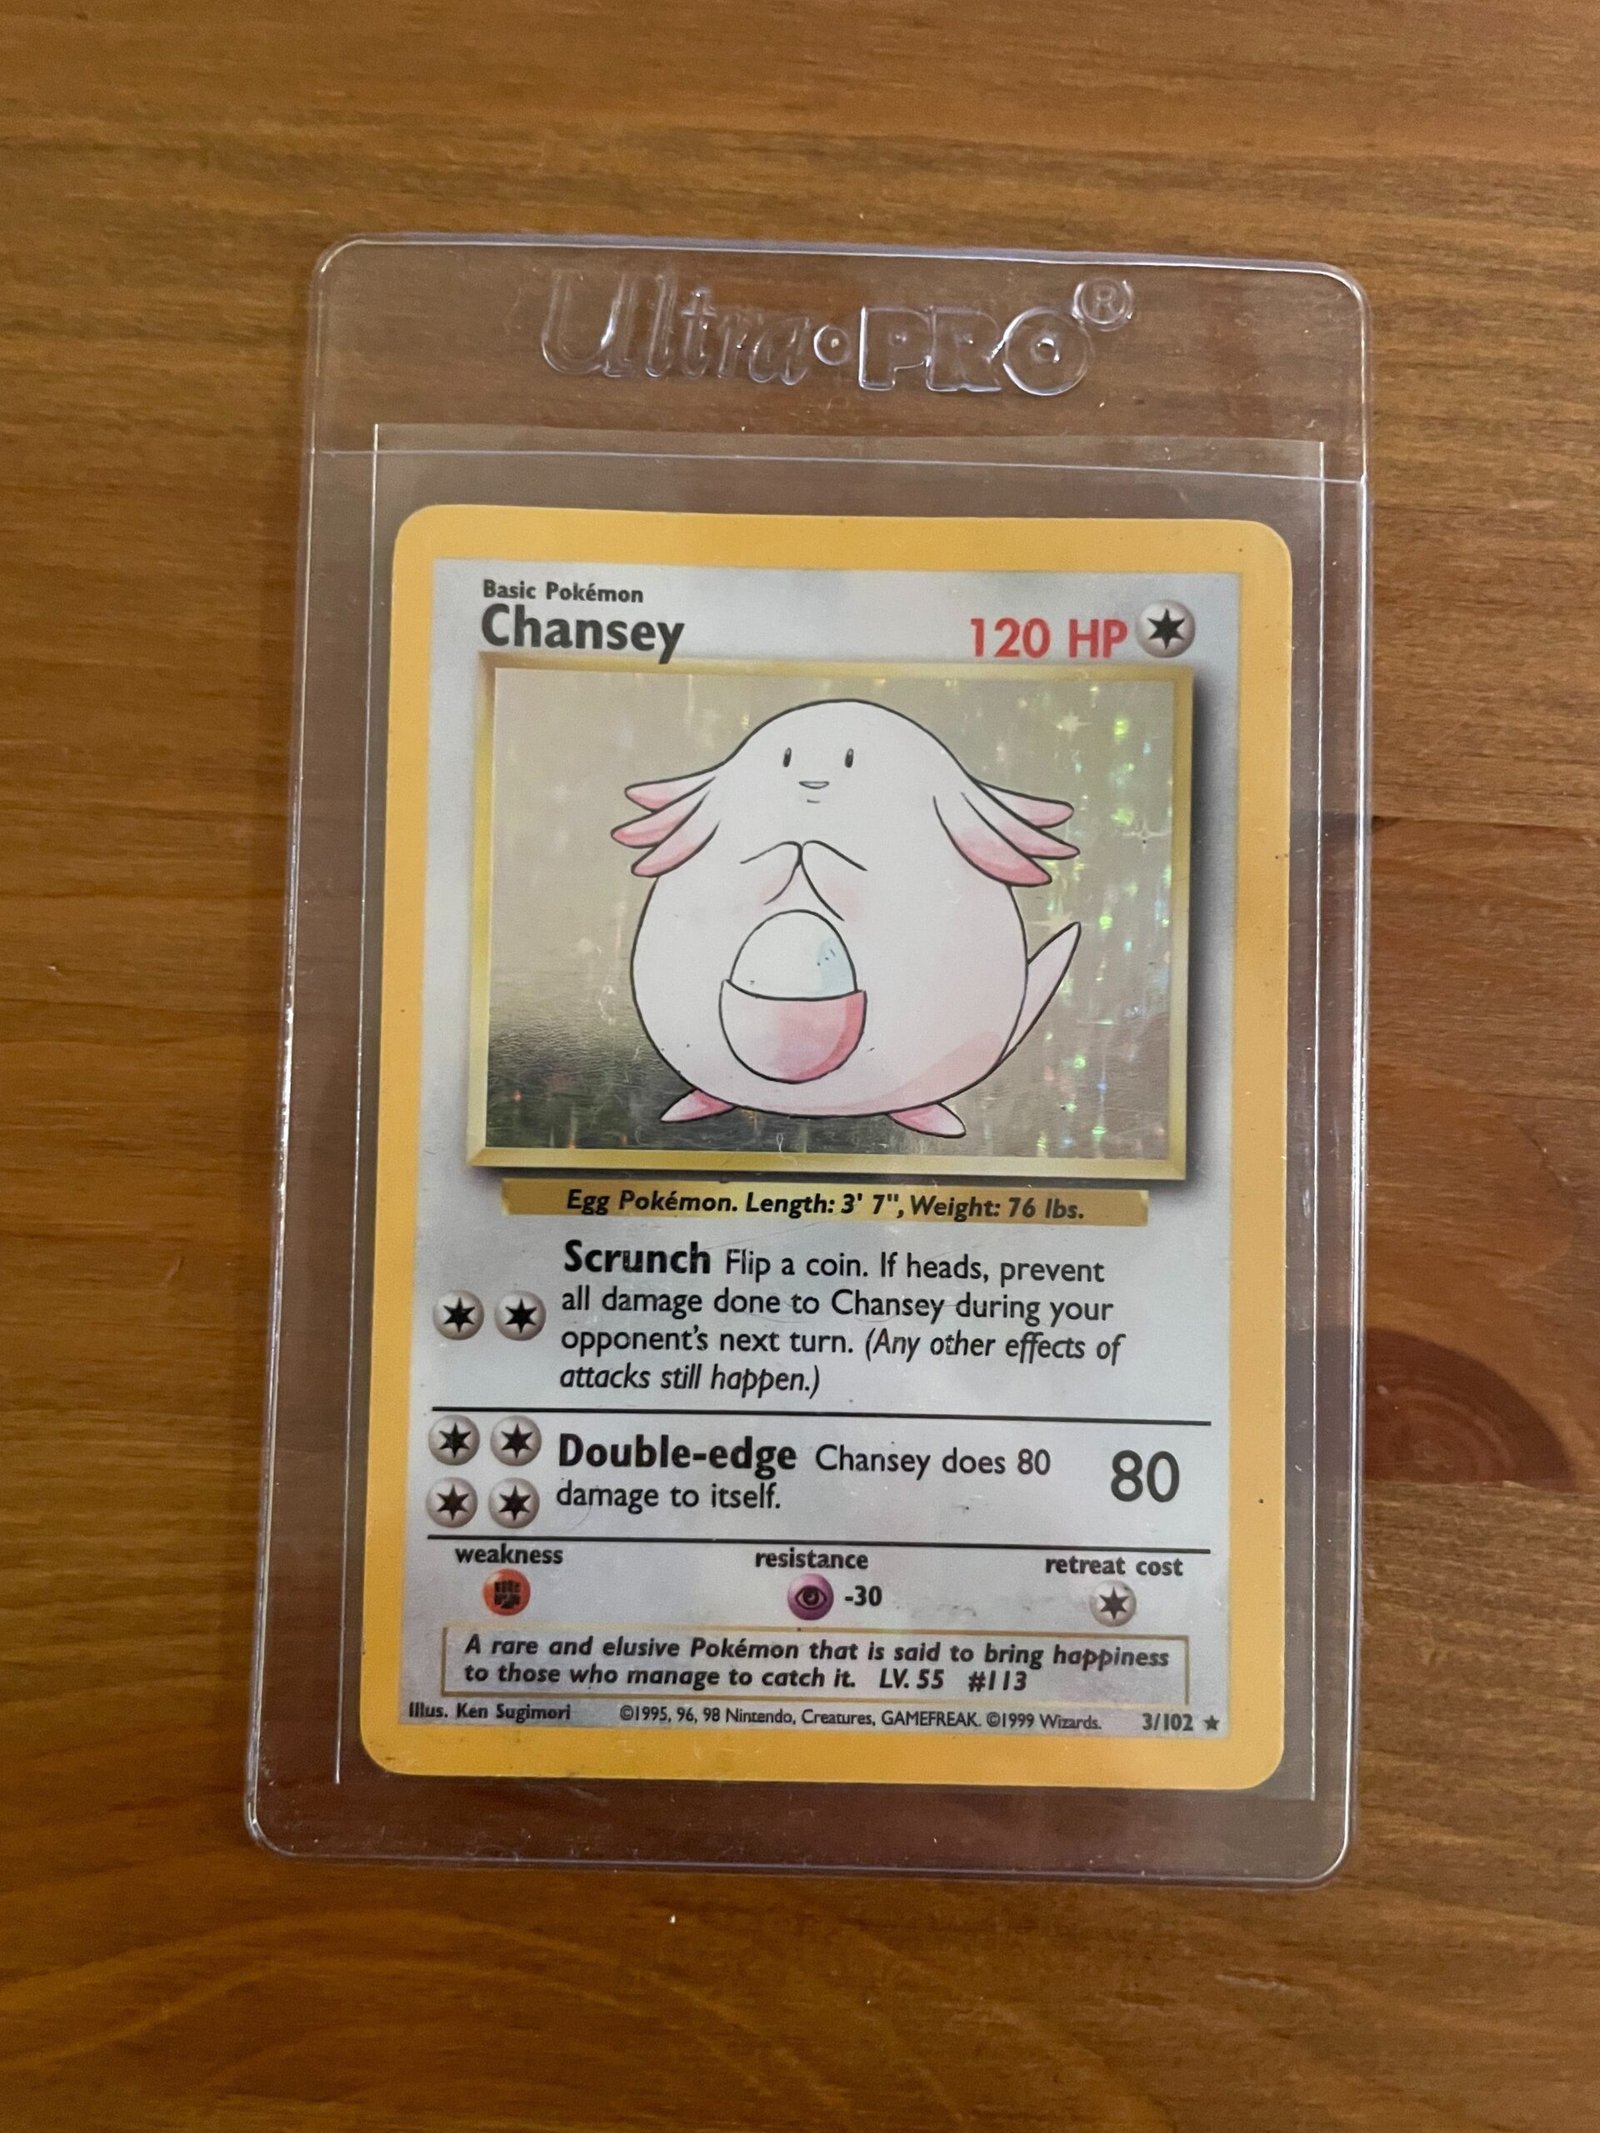 Ultra·PRO®
Basic Pokémon
Chansey
120 HP
Egg Pokémon. Length: 3' 7", Weight: 76 lbs.
Scrunch Flip a coin. If heads, prevent
all damage done to Chansey during your
opponent's next turn. (Any other effects of
attacks still happen.)
Double-edge Chansey does 80
damage to itself.
80
weakness
resistance
-30
retreat cost
A rare and elusive Pokémon that is said to bring happiness
to those who manage to catch it. LV. 55 #113
Illus. Ken Sugimori ©1995, 96, 98 Nintendo, Creatures, GAMEFREAK. ©1999 Wizards. 3/102 ★